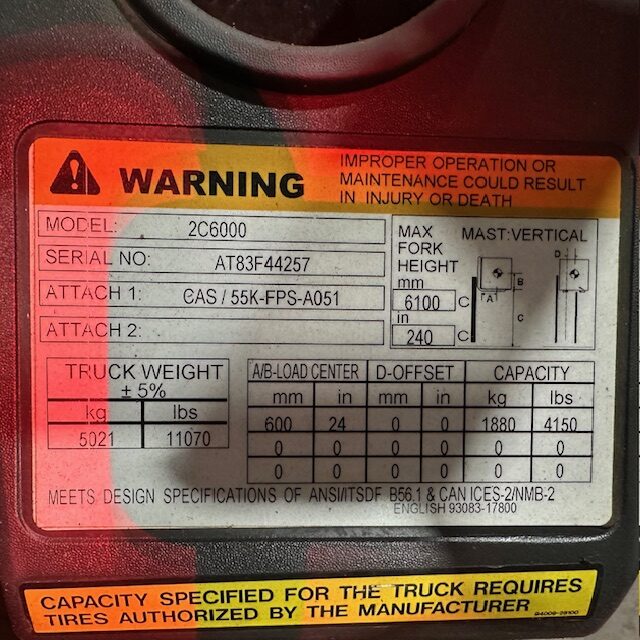 WARNING
IMPROPER OPERATION OR
MAINTENANCE COULD RESULT
IN INJURY OR DEATH
MODEL: 2C6000
SERIAL NO: AT83F44257
ATTACH 1: CAS / 55K-FPS-A051
ATTACH 2:
MAX
FORK
HEIGHT
mm
6100 C
in
240 C
MAST:VERTICAL
D
B
A
C
TRUCK WEIGHT
± 5%
kg lbs
5021 11070
A/B-LOAD CENTER D-OFFSET CAPACITY
mm in mm in kg lbs
600 24 0 0 1880 4150
0 0 0 0 0 0
0 0 0 0 0 0
MEETS DESIGN SPECIFICATIONS OF ANSI/ITSDF B56.1 & CAN ICES-2/NMB-2
ENGLISH 93083-17800
CAPACITY SPECIFIED FOR THE TRUCK REQUIRES
TIRES AUTHORIZED BY THE MANUFACTURER